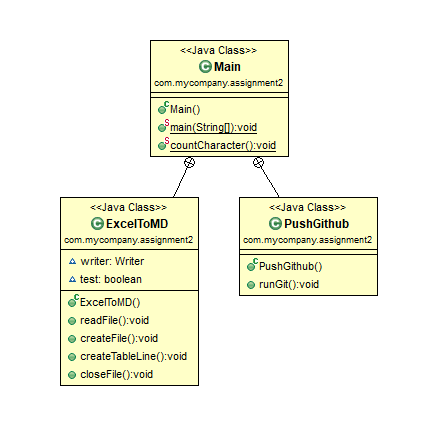 <<Java Class>>
Main
com.mycompany.assignment2
Main()
main(String[]):void
countCharacter():void
<<Java Class>>
ExcelToMD
com.mycompany.assignment2
writer: Writer
test: boolean
ExcelToMD()
readFile():void
createFile():void
createTableLine():void
closeFile():void
<<Java Class>>
PushGithub
com.mycompany.assignment2
PushGithub()
runGit():void